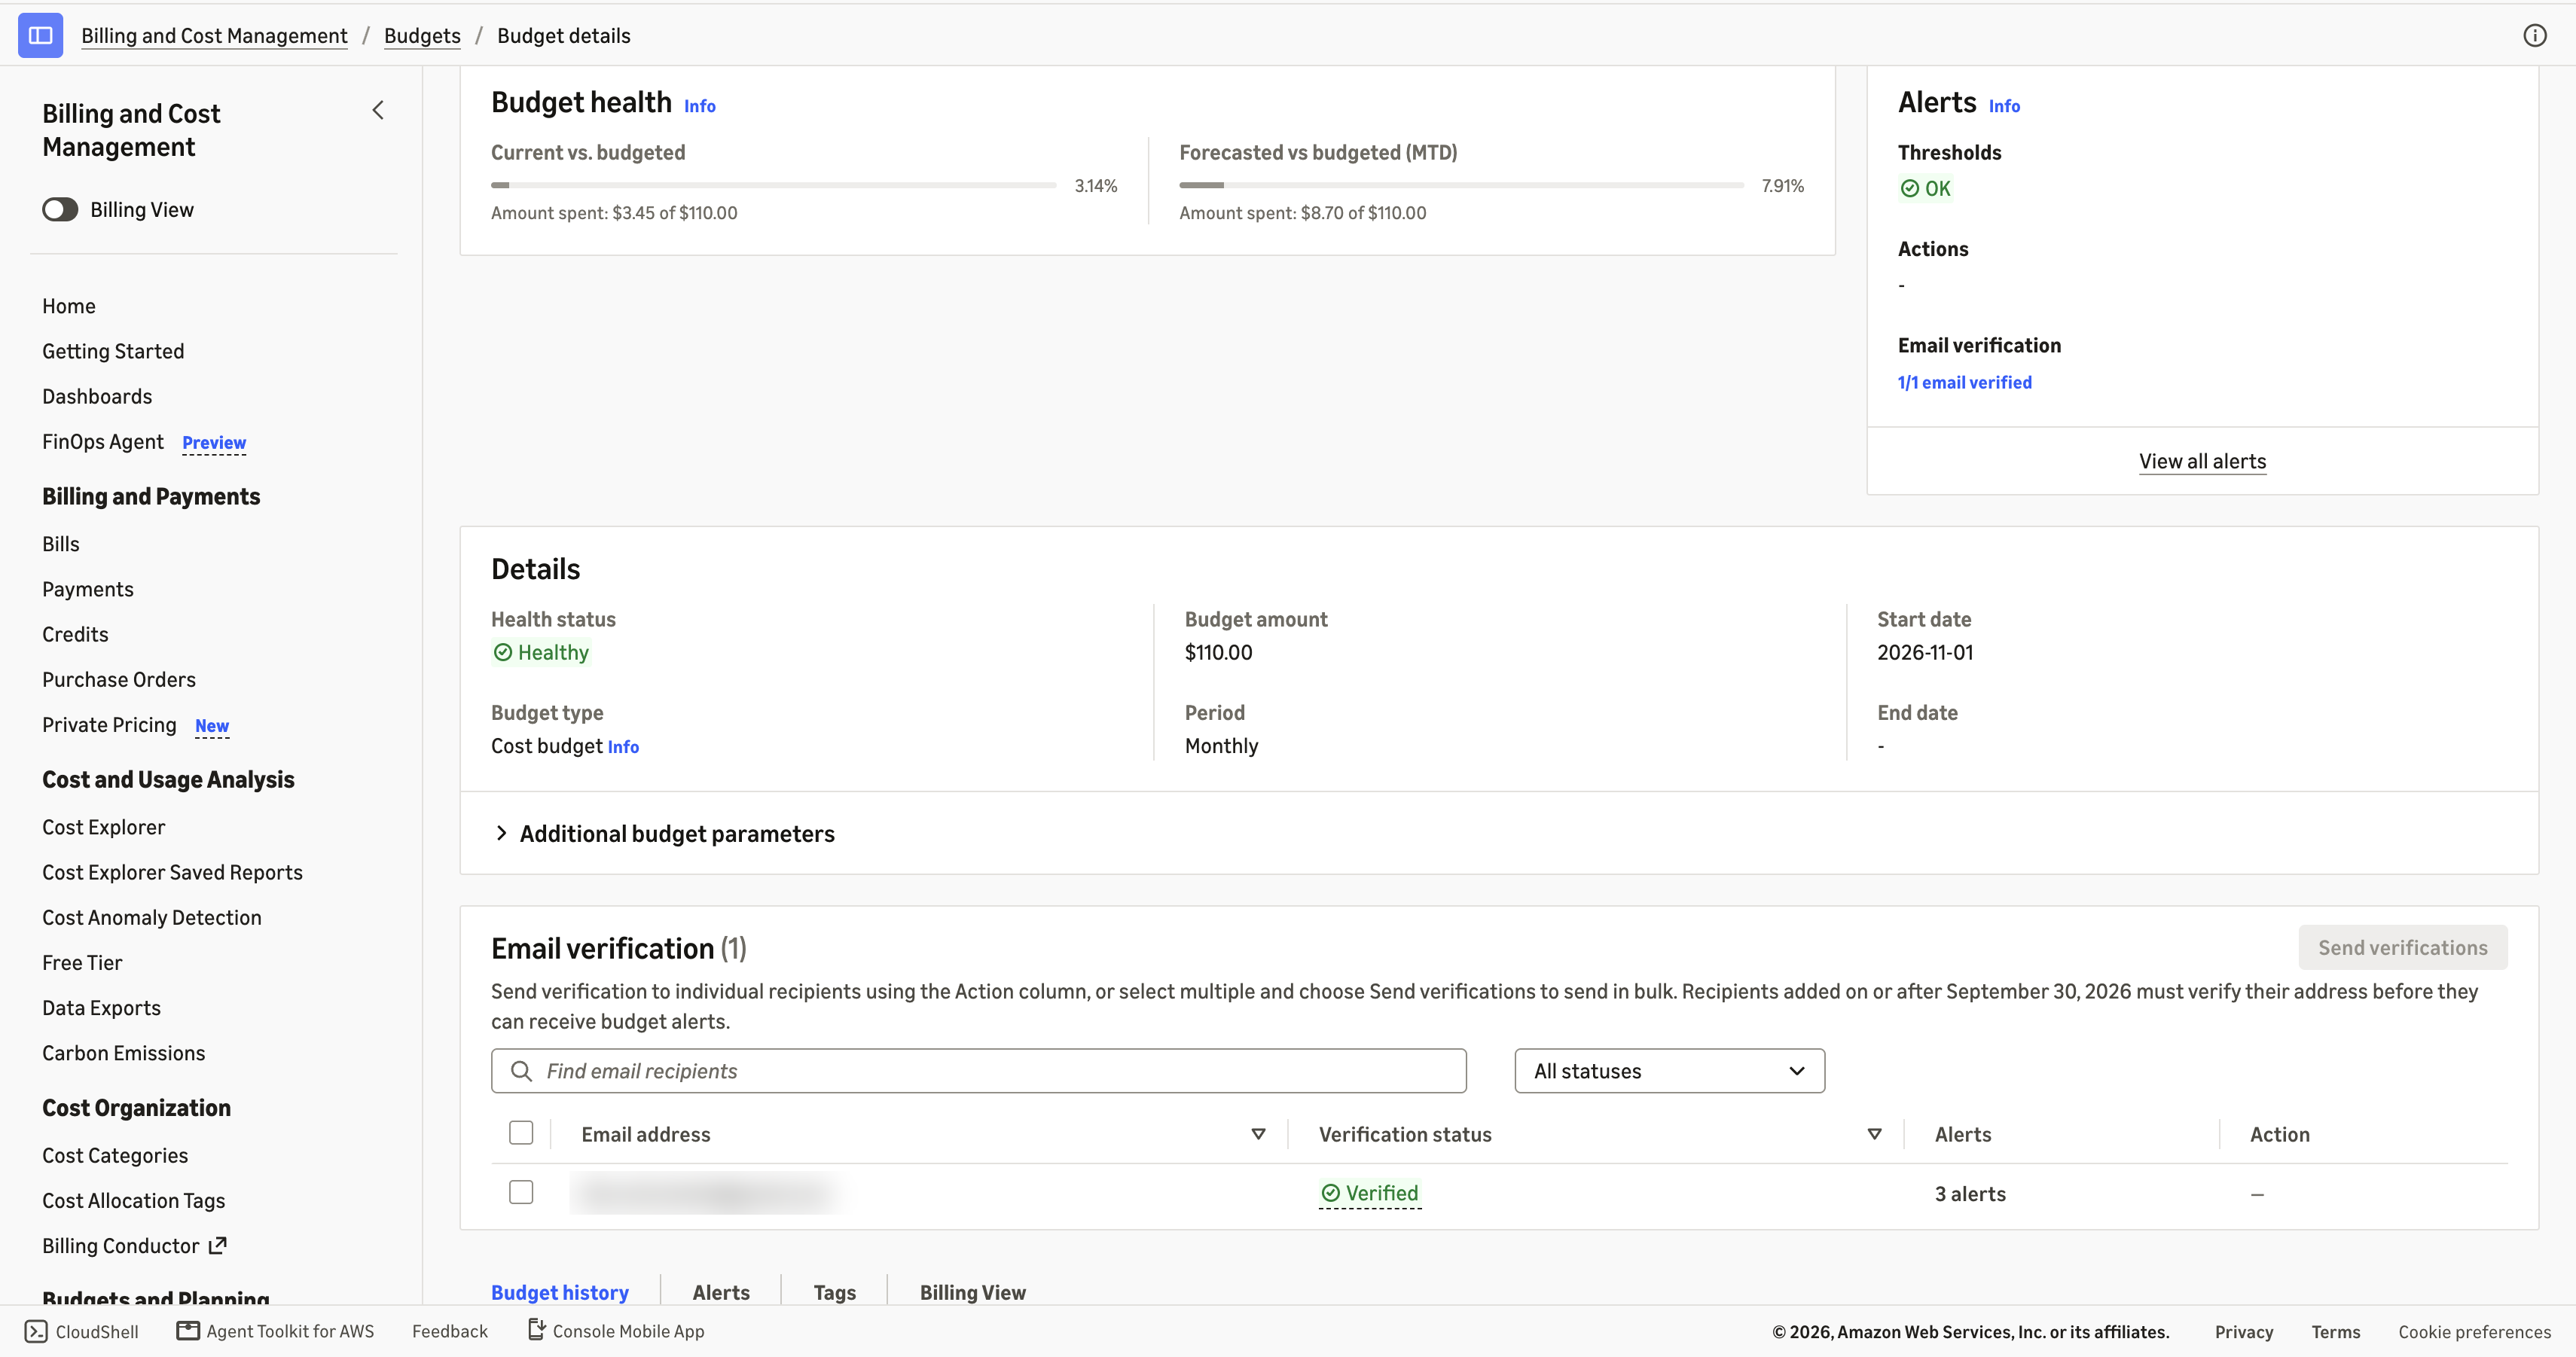 Billing and Cost Management / Budgets / Budget details
Billing and Cost
Management
Billing View
Home
Getting Started
Dashboards
FinOps Agent Preview
Billing and Payments
Bills
Payments
Credits
Purchase Orders
Private Pricing New
Cost and Usage Analysis
Cost Explorer
Cost Explorer Saved Reports
Cost Anomaly Detection
Free Tier
Data Exports
Carbon Emissions
Cost Organization
Cost Categories
Cost Allocation Tags
Billing Conductor
Budgets and Planning
Budget health Info
Current vs. budgeted
3.14%
Amount spent: $3.45 of $110.00
Forecasted vs budgeted (MTD)
7.91%
Amount spent: $8.70 of $110.00
Alerts Info
Thresholds
OK
Actions
-
Email verification
1/1 email verified
View all alerts
Details
Health status
Healthy
Budget type
Cost budget Info
Budget amount
$110.00
Period
Monthly
Start date
2026-11-01
End date
-
Additional budget parameters
Email verification (1)
Send verifications
Send verification to individual recipients using the Action column, or select multiple and choose Send verifications to send in bulk. Recipients added on or after September 30, 2026 must verify their address before they
can receive budget alerts.
Find email recipients
All statuses
Email address Verification status Alerts Action
Verified 3 alerts –
Budget history Alerts Tags Billing View
CloudShell Agent Toolkit for AWS Feedback Console Mobile App © 2026, Amazon Web Services, Inc. or its affiliates. Privacy Terms Cookie preferences